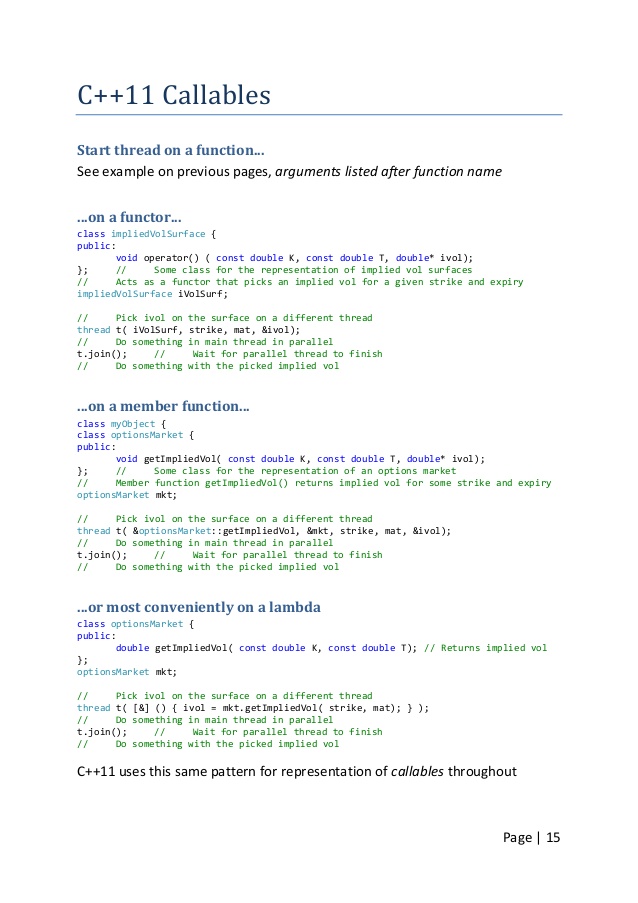 C++11 Callables
Start thread on a function...
See example on previous pages, arguments listed after function name
...on a functor...
class impliedVolSurface {
public:
void operator() ( const double K, const double T, double* ivol);
}; // Some class for the representation of implied vol surfaces
// Acts as a functor that picks an implied vol for a given strike and expiry
impliedVolSurface iVolSurf;
// Pick ivol on the surface on a different thread
thread t( iVolSurf, strike, mat, &ivol);
// Do something in main thread in parallel
t.join(); // Wait for parallel thread to finish
// Do something with the picked implied vol
...on a member function...
class myObject {
class optionsMarket {
public:
void getImpliedVol( const double K, const double T, double* ivol);
}; // Some class for the representation of an options market
// Member function getImpliedVol() returns implied vol for some strike and expiry
optionsMarket mkt;
// Pick ivol on the surface on a different thread
thread t( &optionsMarket::getImpliedVol, &mkt, strike, mat, &ivol);
// Do something in main thread in parallel
t.join(); // Wait for parallel thread to finish
// Do something with the picked implied vol
...or most conveniently on a lambda
class optionsMarket {
public:
double getImpliedVol( const double K, const double T); // Returns implied vol
};
optionsMarket mkt;
// Pick ivol on the surface on a different thread
thread t( [&] () { ivol = mkt.getImpliedVol( strike, mat); } );
// Do something in main thread in parallel
t.join(); // Wait for parallel thread to finish
// Do something with the picked implied vol
C++11 uses this same pattern for representation of callables throughout
Page | 15